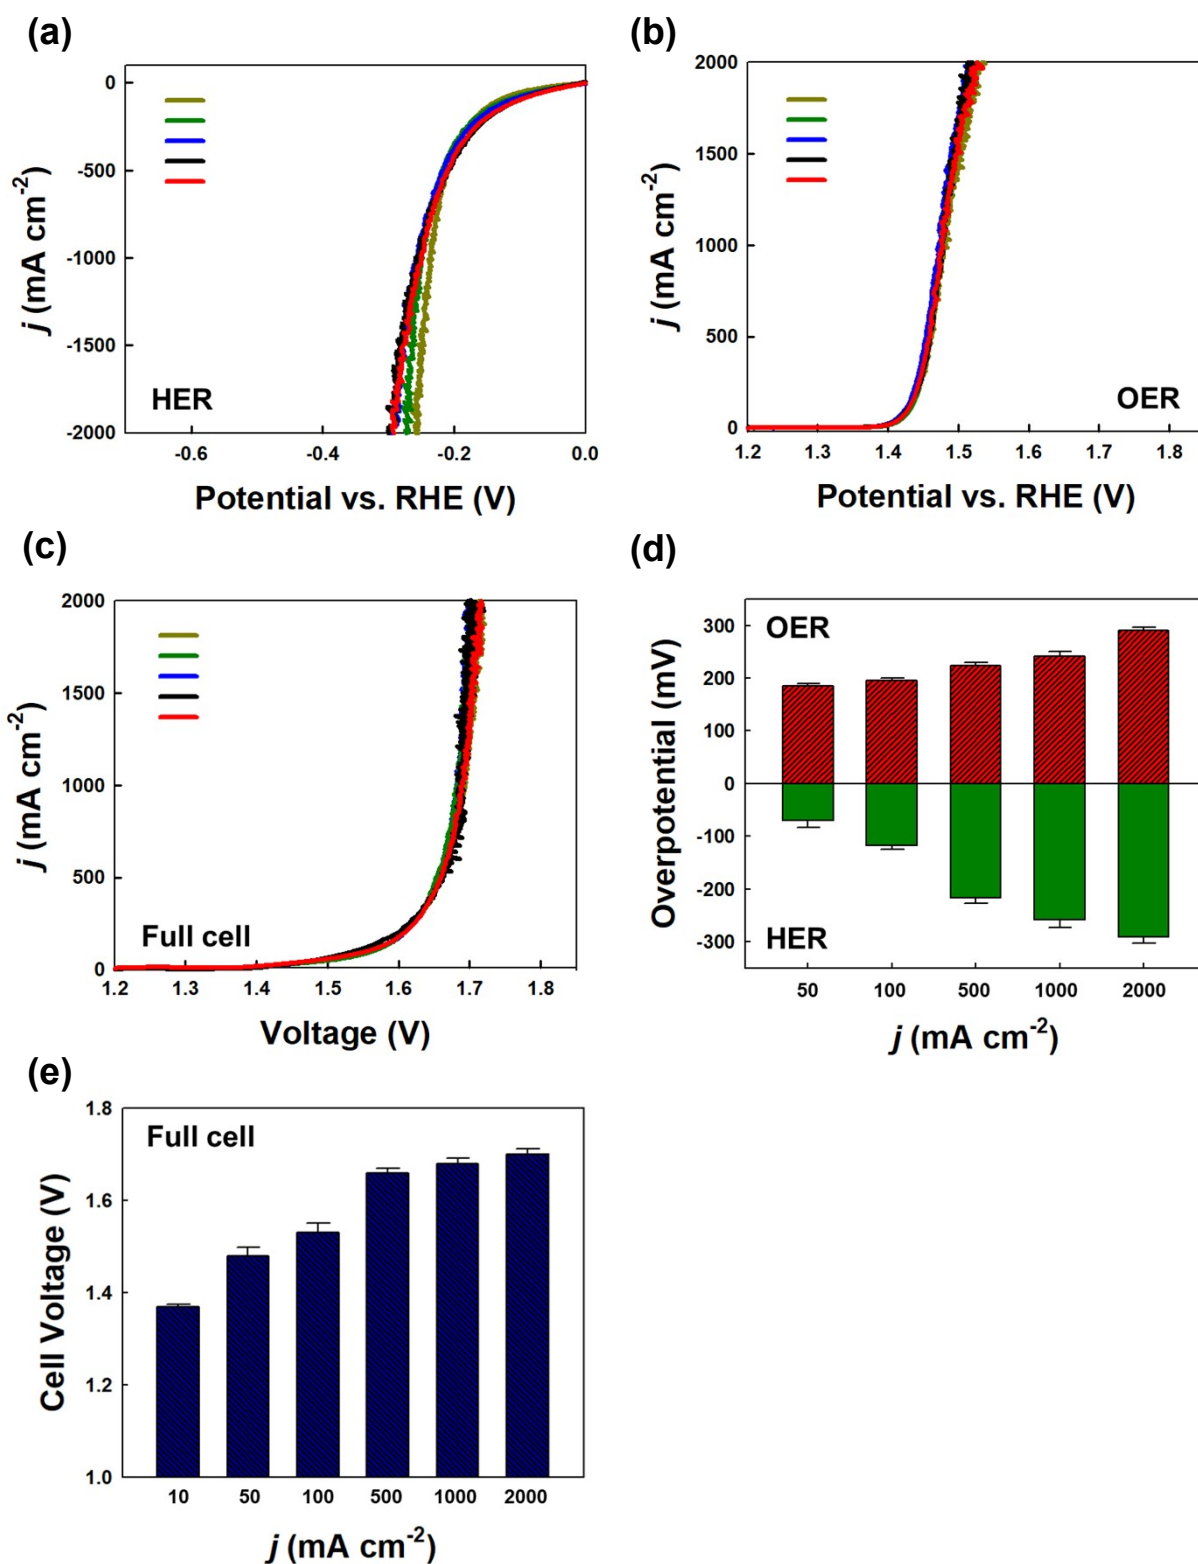 (a)
0
-500
-1000
-1500
-2000
j (mA cm-2)
HER
-0.6
-0.4
-0.2
0.0
Potential vs. RHE (V)
(b)
2000
1500
1000
500
0
j (mA cm-2)
OER
1.2
1.3
1.4
1.5
1.6
1.7
1.8
Potential vs. RHE (V)
(c)
2000
1500
1000
500
0
j (mA cm-2)
Full cell
1.2
1.3
1.4
1.5
1.6
1.7
1.8
Voltage (V)
(d)
OER
300
200
100
0
-100
-200
-300
Overpotential (mV)
HER
50
100
500
1000
2000
j (mA cm-2)
(e)
1.8
1.6
1.4
1.2
1.0
Cell Voltage (V)
Full cell
10
50
100
500
1000
2000
j (mA cm-2)